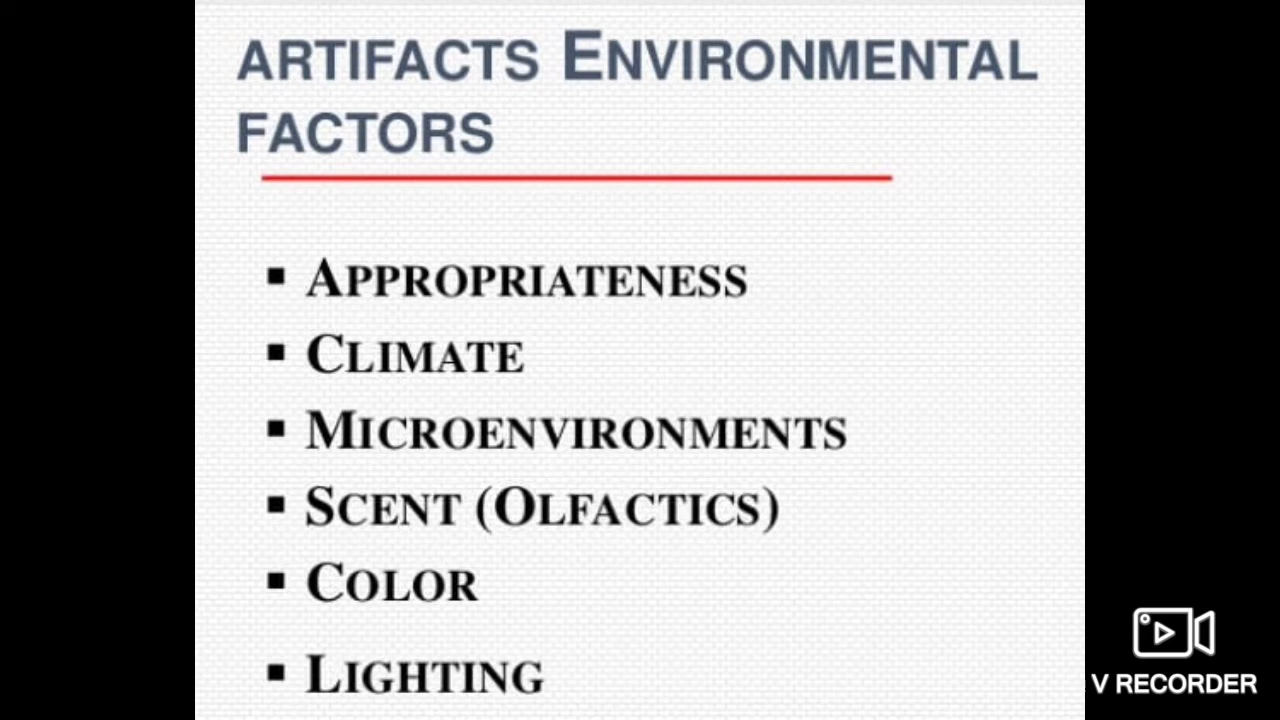 ARTIFACTS ENVIRONMENTAL
FACTORS
▪ APPROPRIATENESS
▪ CLIMATE
▪ MICROENVIRONMENTS
▪ SCENT (OLFACTICS)
▪ COLOR
▪ LIGHTING
V RECORDER